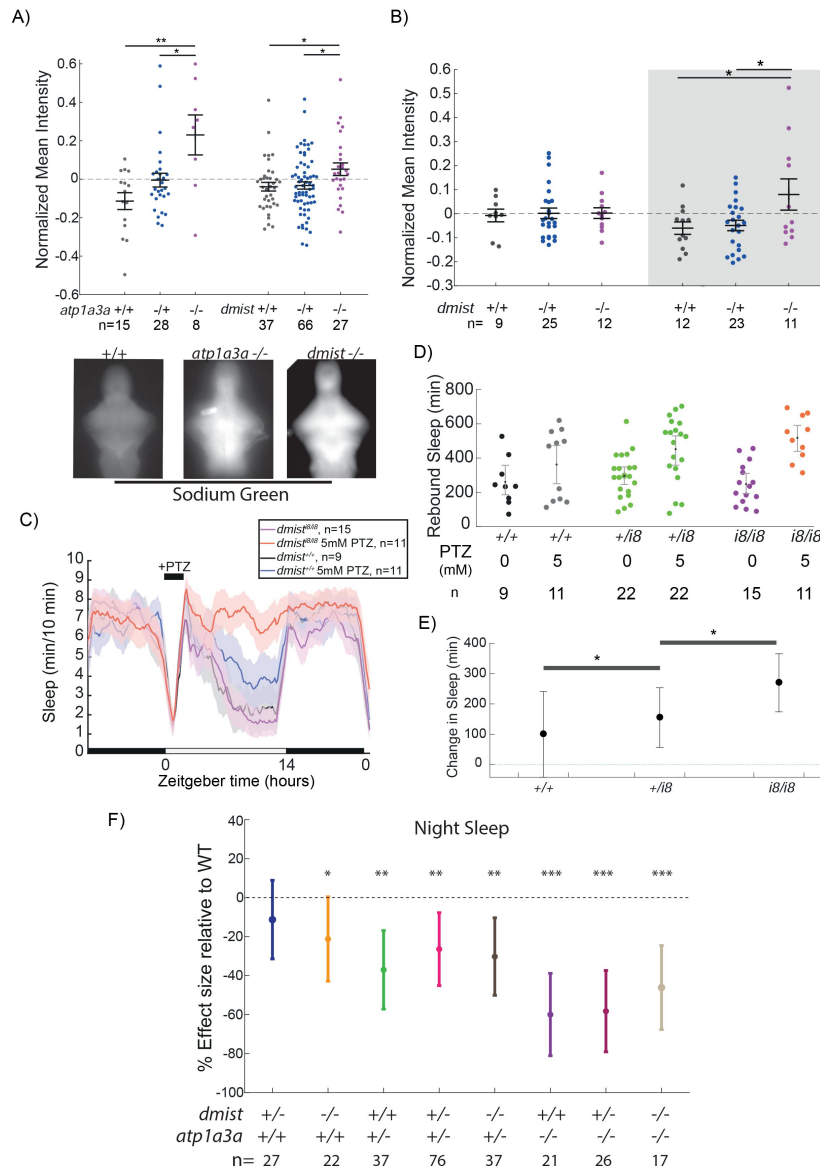 A)
Normalized Mean Intensity
0.6
0.4
0.2
0
-0.2
-0.4
-0.6
** * * *
atp1a3a +/+ -/+ -/- dmist +/+ -/+ -/-
n=15 28 8 37 66 27
+/+ atp1a3a -/- dmist -/-
Sodium Green
B)
Normalized Mean Intensity
0.6
0.5
0.4
0.3
0.2
0.1
0
-0.1
-0.2
-0.3
* *
dmist +/+ -/+ -/- +/+ -/+ -/-
n= 9 25 12 12 23 11
C)
dmist^i8/i8, n=15
dmist^i8/i8 5mM PTZ, n=11
dmist^+/+, n=9
dmist^+/+ 5mM PTZ, n=11
+PTZ
Sleep (min/10 min)
9
8
7
6
5
4
3
2
1
0
0 14 0
Zeitgeber time (hours)
D)
Rebound Sleep (min)
600
400
200
0
+/+ +/+ +/i8 +/i8 i8/i8 i8/i8
PTZ 0 5 0 5 0 5
(mM)
n 9 11 22 22 15 11
E)
Change in Sleep (min)
400
300
200
100
0
* *
+/+ +/i8 i8/i8
F)
Night Sleep
% Effect size relative to WT
40
20
0
-20
-40
-60
-80
-100
* ** ** ** *** *** ***
dmist +/- -/- +/+ +/- -/- +/+ +/- -/-
atp1a3a +/+ +/+ +/- +/- +/- -/- -/- -/-
n= 27 22 37 76 37 21 26 17